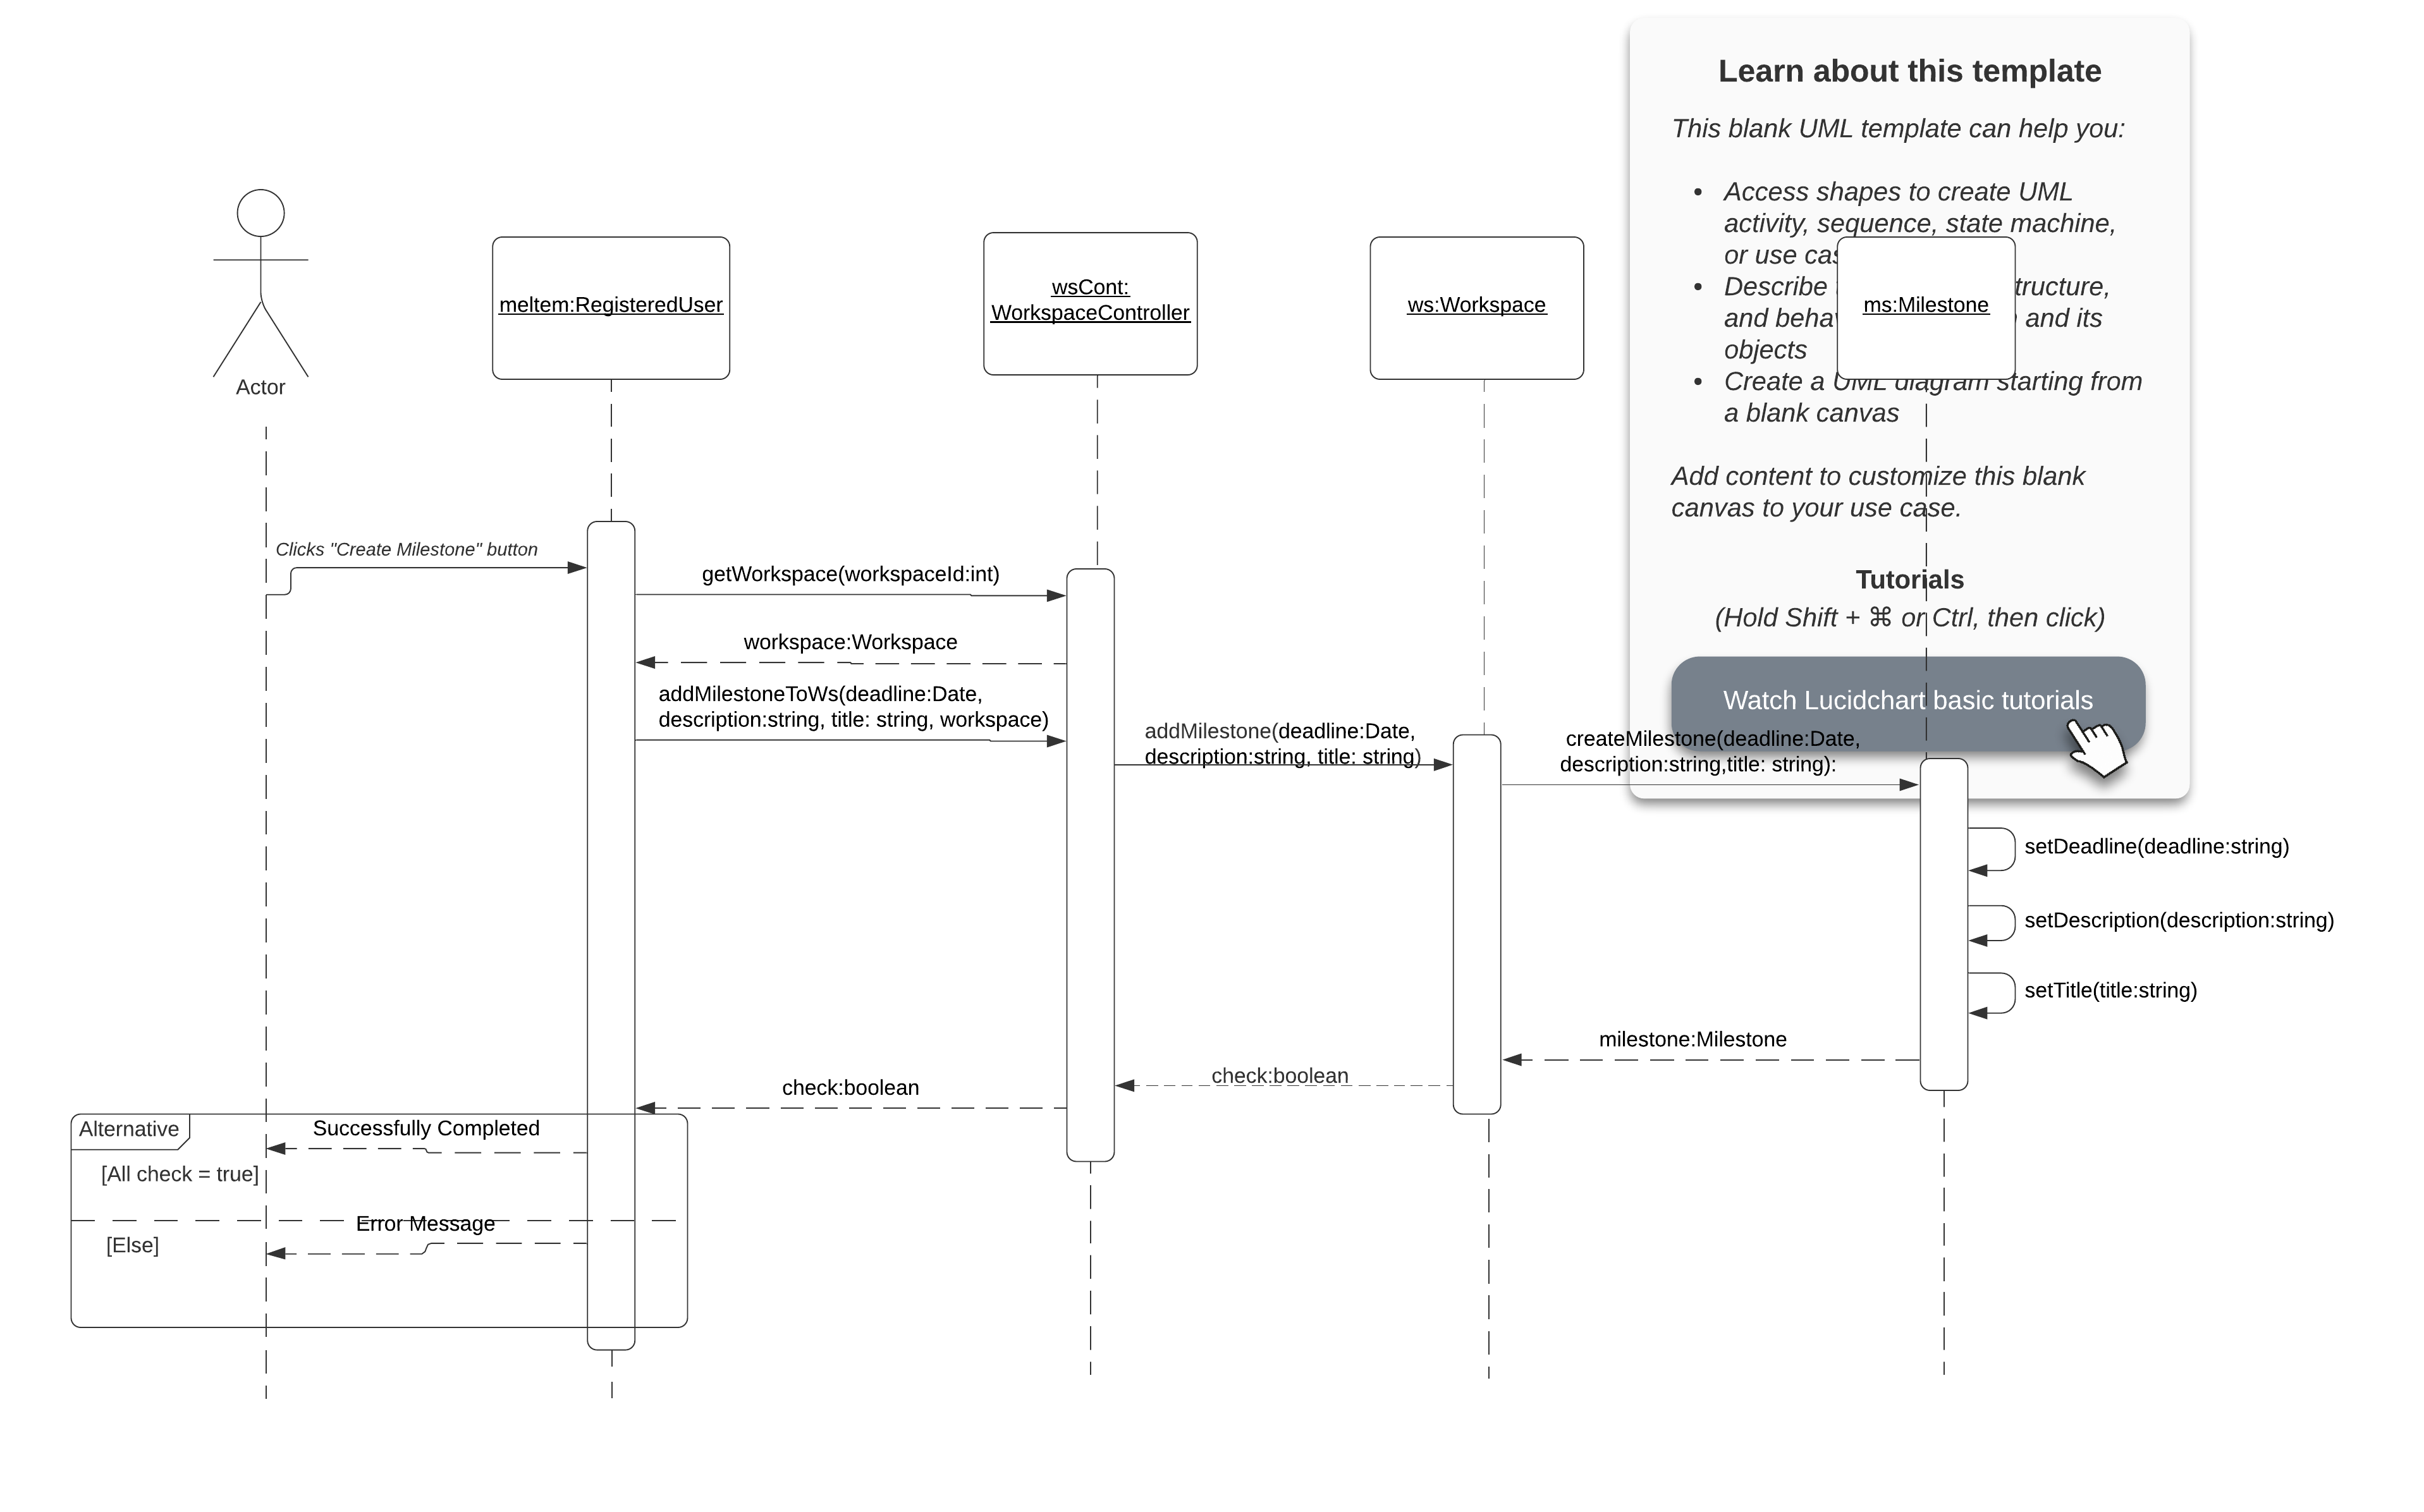 Learn about this template
This blank UML template can help you:
• Access shapes to create UML
activity, sequence, state machine,
or use
• Describe tructure,
and and its
objects
• Create a UML diagram starting from
a blank canvas
Add content to customize this blank
canvas to your use case.
Tutorials
(Hold Shift + ⌘ or Ctrl, then click)
Watch Lucidchart basic tutorials
Actor
meltem:RegisteredUser
wsCont:
WorkspaceController
ws:Workspace
ms:Milestone
Clicks "Create Milestone" button
getWorkspace(workspaceId:int)
workspace:Workspace
addMilestoneToWs(deadline:Date,
description:string, title: string, workspace)
addMilestone(deadline:Date,
description:string, title: string)
createMilestone(deadline:Date,
description:string,title: string):
setDeadline(deadline:string)
setDescription(description:string)
setTitle(title:string)
milestone:Milestone
check:boolean
check:boolean
Alternative
Successfully Completed
[All check = true]
Error Message
[Else]